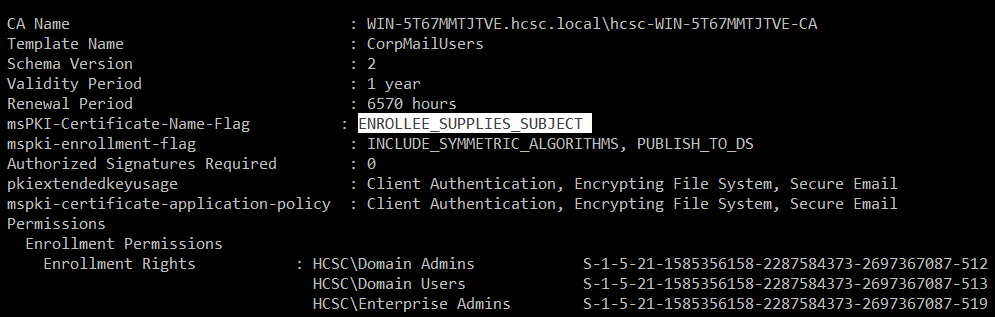 CA Name : WIN-5T67MMTJTVE.hcsc.local\hcsc-WIN-5T67MMTJTVE-CA
Template Name : CorpMailUsers
Schema Version : 2
Validity Period : 1 year
Renewal Period : 6570 hours
msPKI-Certificate-Name-Flag : ENROLLEE_SUPPLIES_SUBJECT
mspki-enrollment-flag : INCLUDE_SYMMETRIC_ALGORITHMS, PUBLISH_TO_DS
Authorized Signatures Required : 0
pkiextendedkeyusage : Client Authentication, Encrypting File System, Secure Email
mspki-certificate-application-policy : Client Authentication, Encrypting File System, Secure Email
Permissions
Enrollment Permissions
Enrollment Rights : HCSC\Domain Admins S-1-5-21-1585356158-2287584373-2697367087-512
HCSC\Domain Users S-1-5-21-1585356158-2287584373-2697367087-513
HCSC\Enterprise Admins S-1-5-21-1585356158-2287584373-2697367087-519